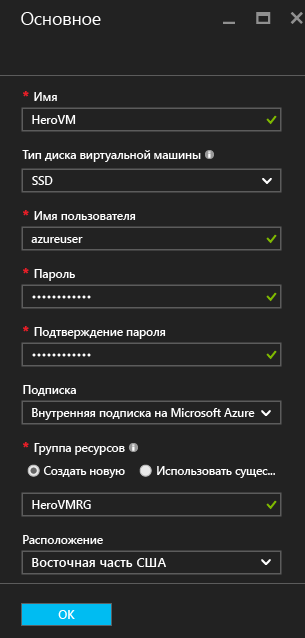 Основное
* Имя
HeroVM
Тип диска виртуальной машины
SSD
* Имя пользователя
azureuser
* Пароль
••••••••••••
* Подтверждение пароля
••••••••••••
Подписка
Внутренняя подписка на Microsoft Azure
* Группа ресурсов
Создать новую Использовать сущес...
HeroVMRG
Расположение
Восточная часть США
OK